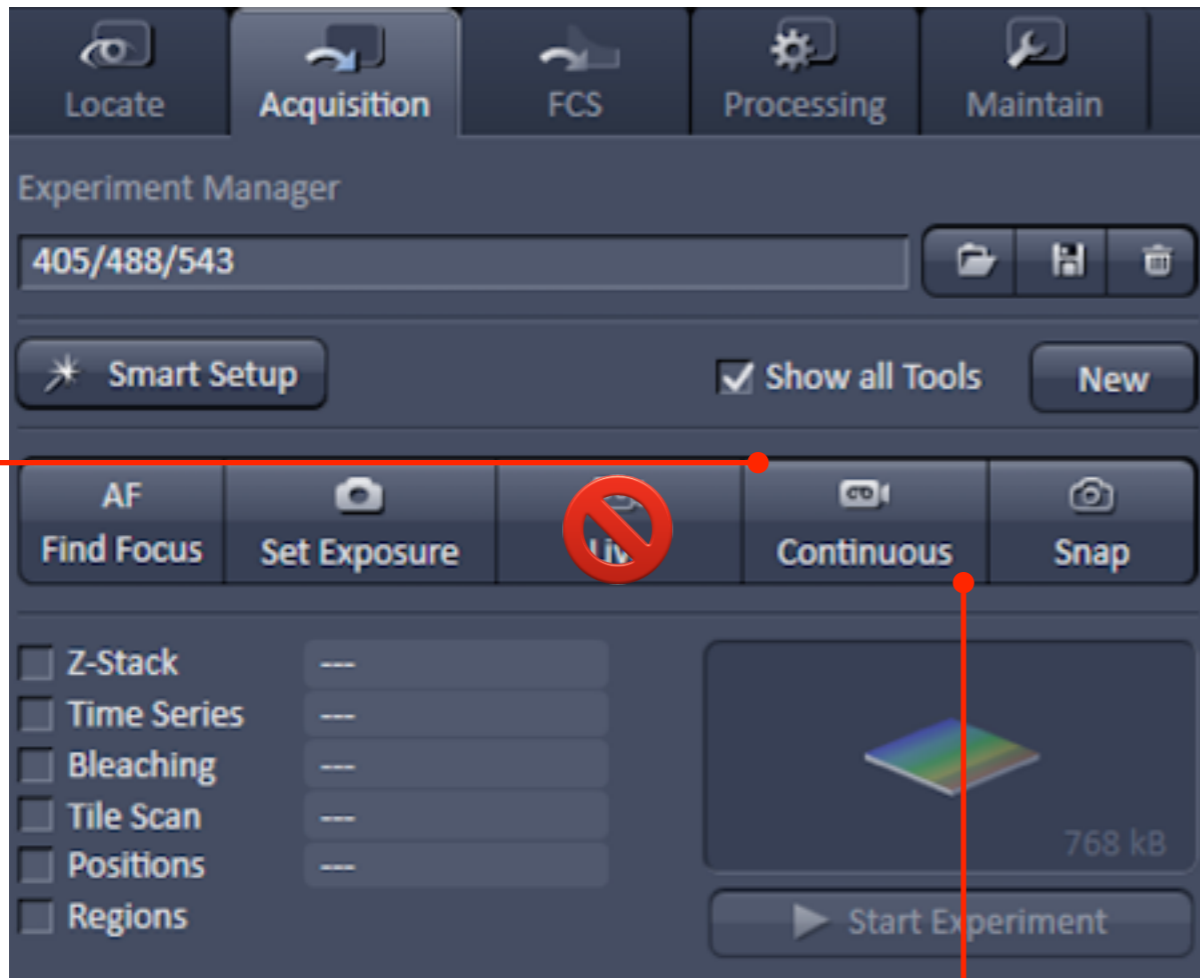 Locate Acquisition FCS Processing Maintain
Experiment Manager
405/488/543
Smart Setup Show all Tools New
AF
Find Focus Set Exposure Continuous Snap
Z-Stack ---
Time Series ---
Bleaching ---
Tile Scan ---
Positions ---
768 kB
Regions
Start Experiment